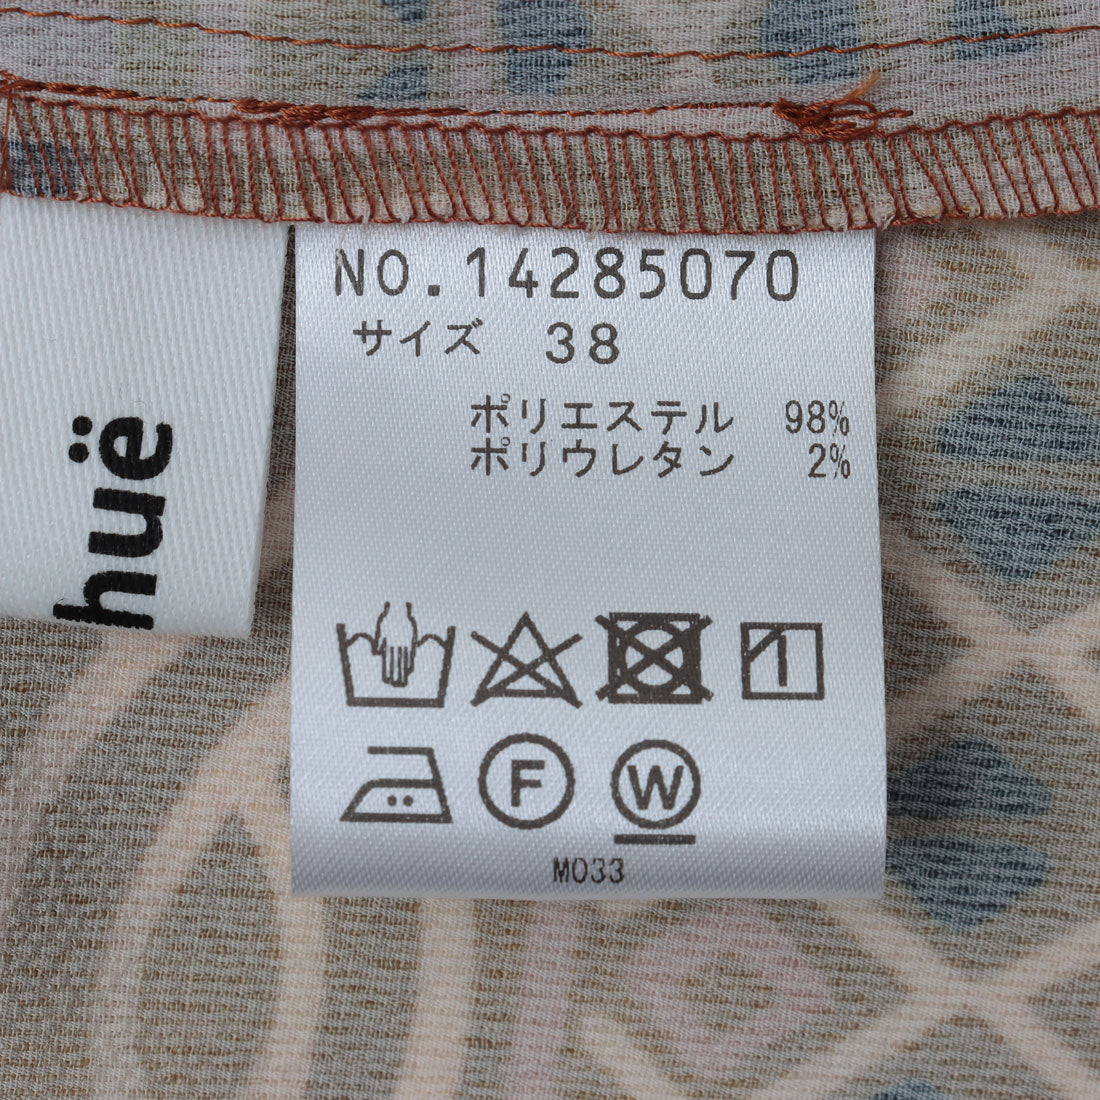 huë
NO.14285070
サイズ 38
ポリエステル 98%
ポリウレタン 2%
F W
M033